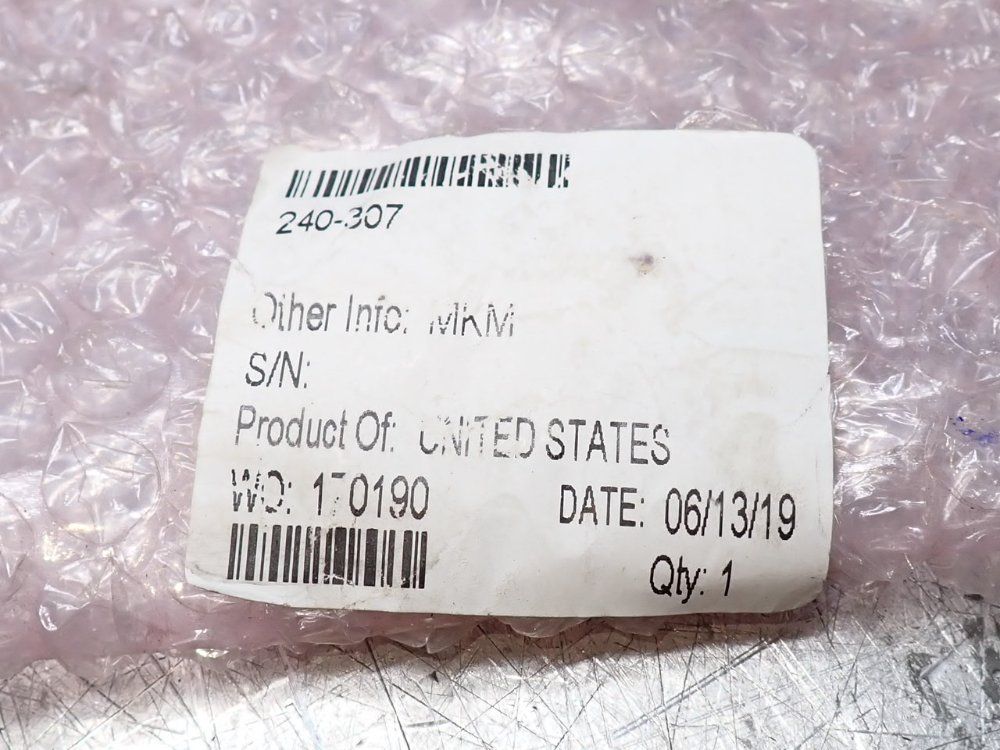 240-307
Other Info: MKM
S/N:
Product Of: UNITED STATES
WO: 170190
DATE: 06/13/19
Qty: 1